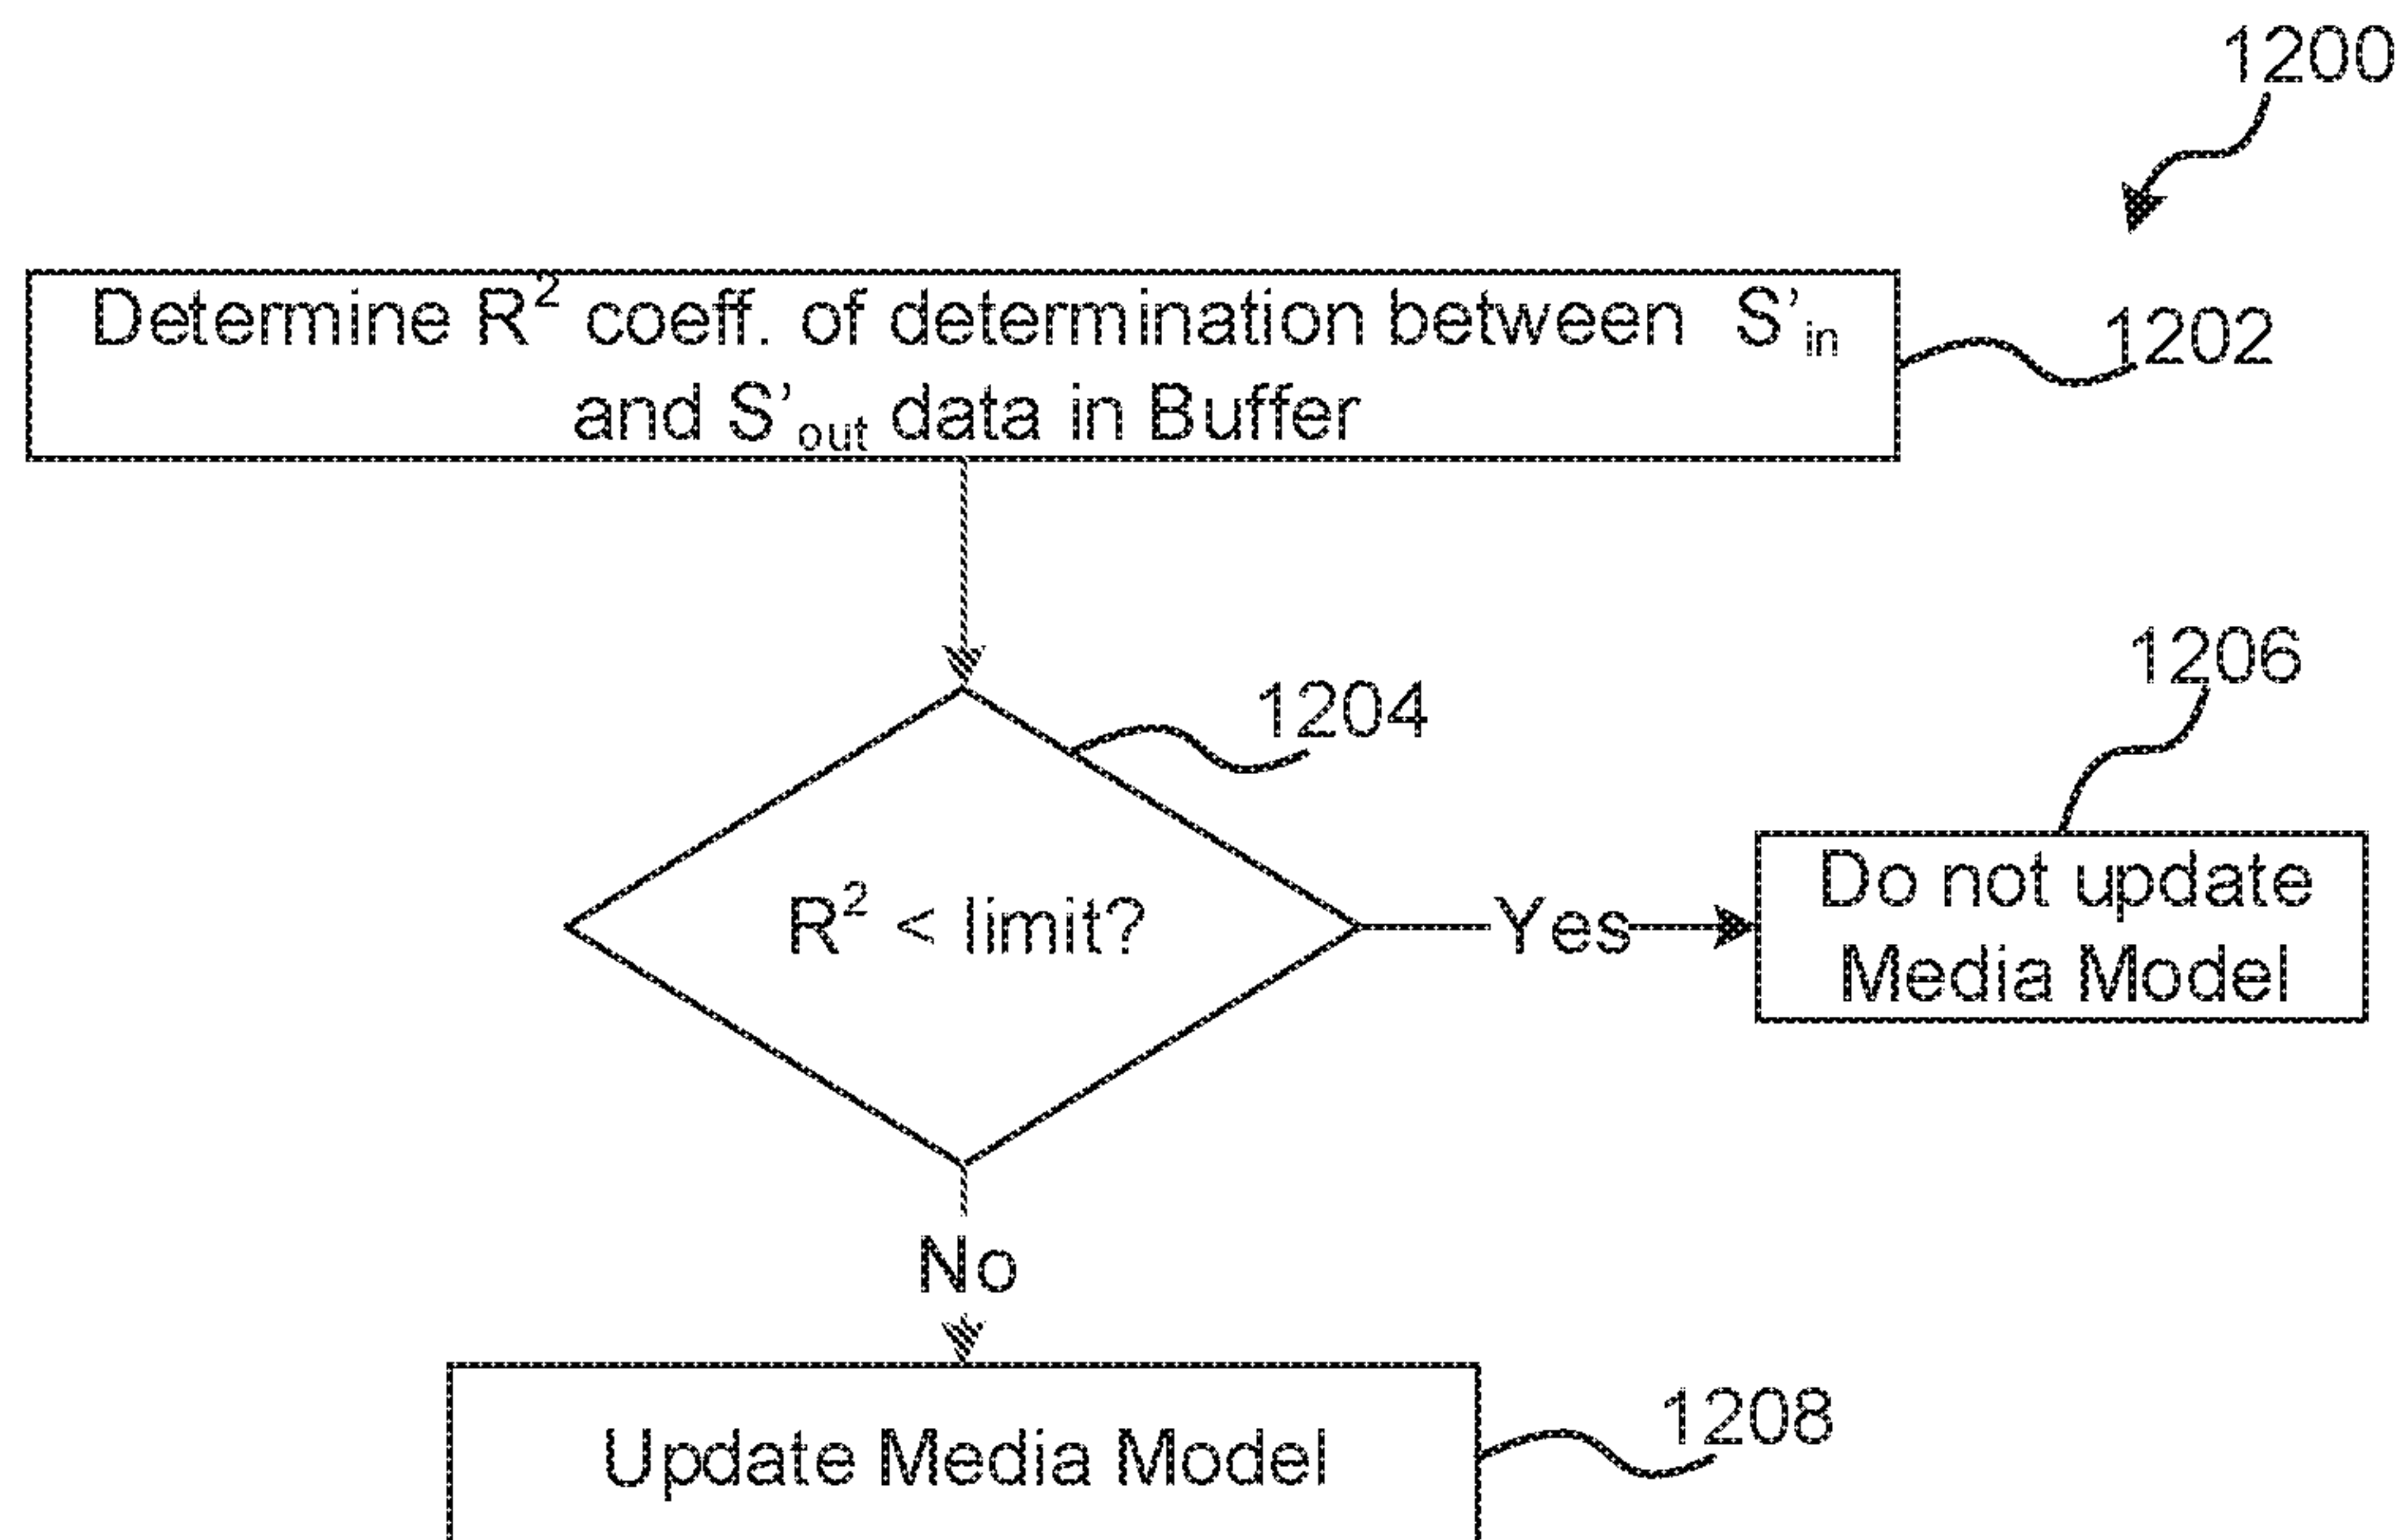 1200
Determine R² coeff. of determination between S'in
and S'out data in Buffer
1202
1204
1206
R² < limit?
Yes
Do not update
Media Model
No
Update Media Model
1208